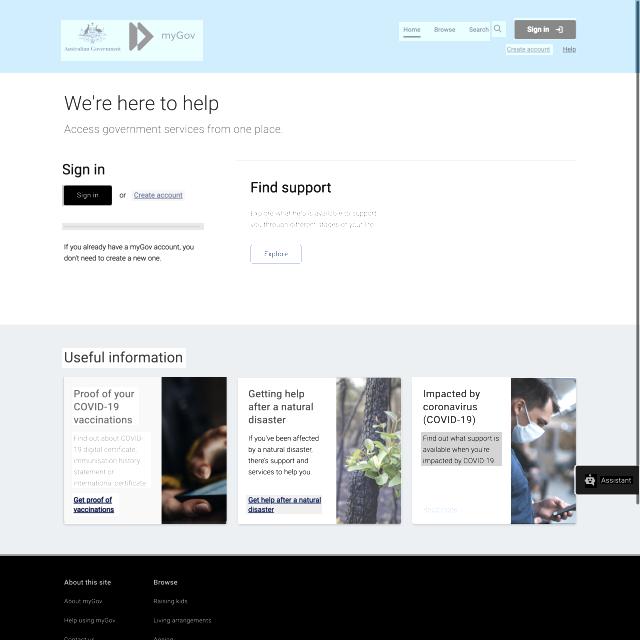 Australian Government
myGov
Home
Browse
Search
Sign in
Create account
Help
We're here to help
Access government services from one place.
Sign in
Sign in
or
Create account
If you already have a myGov account, you
don't need to create a new one.
Find support
Explore what help is available to support
you through different stages of your life.
Explore
Useful information
Proof of your
COVID-19
vaccinations
Find out about COVID-
19 digital certificate,
immunisation history
statement or
international certificate
Get proof of
vaccinations
Getting help
after a natural
disaster
If you've been affected
by a natural disaster,
there's support and
services to help you.
Get help after a natural
disaster
Impacted by
coronavirus
(COVID-19)
Find out what support is
available when you're
impacted by COVID-19.
Read more
Assistant
About this site
Browse
About myGov
Raising kids
Help using myGov
Living arrangements
Contact us
Ageing